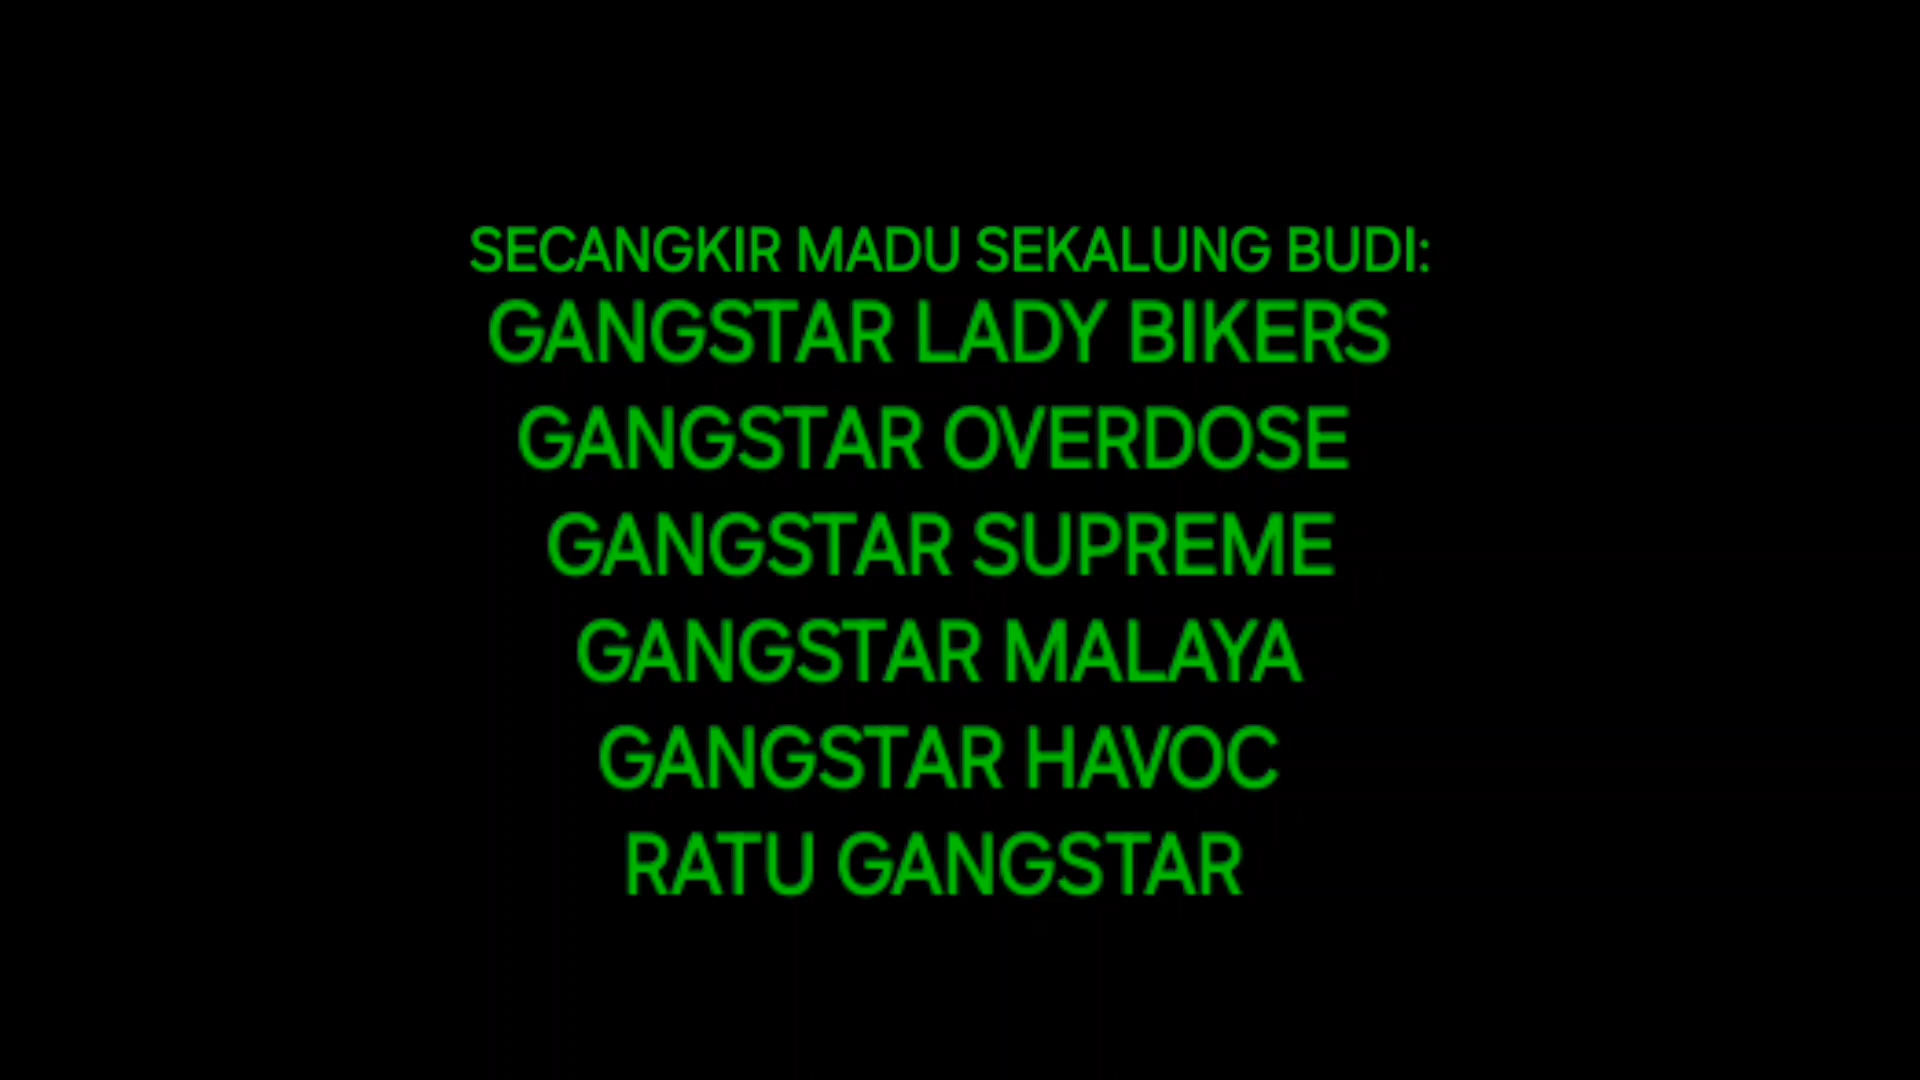 SECANGKIR MADU SEKALUNG BUDI:
GANGSTAR LADY BIKERS
GANGSTAR OVERDOSE
GANGSTAR SUPREME
GANGSTAR MALAYA
GANGSTAR HAVOC
RATU GANGSTAR